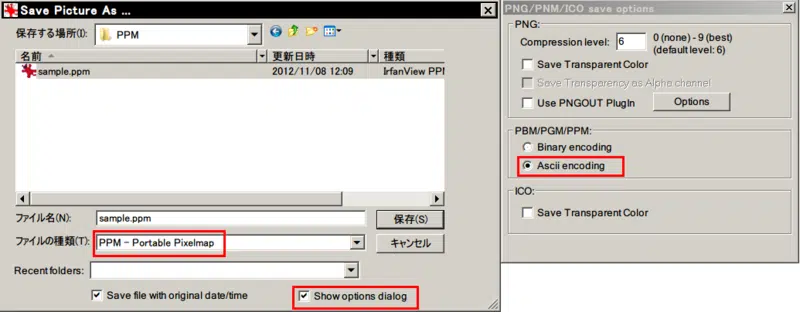 Save Picture As ...
保存する場所(I):
PPM
名前
更新日時
種類
sample.ppm
2012/11/08 12:09
IrfanView PPM
ファイル名(N):
sample.ppm
保存(S)
ファイルの種類(T):
PPM - Portable Pixelmap
キャンセル
Recent folders:
Save file with original date/time
Show options dialog
PNG/PNM/ICO save options
PNG:
Compression level:
6
0 (none) - 9 (best)
(default level: 6)
Save Transparent Color
Save Transparency as Alpha channel
Use PNGOUT PlugIn
Options
PBM/PGM/PPM:
Binary encoding
Ascii encoding
ICO:
Save Transparent Color